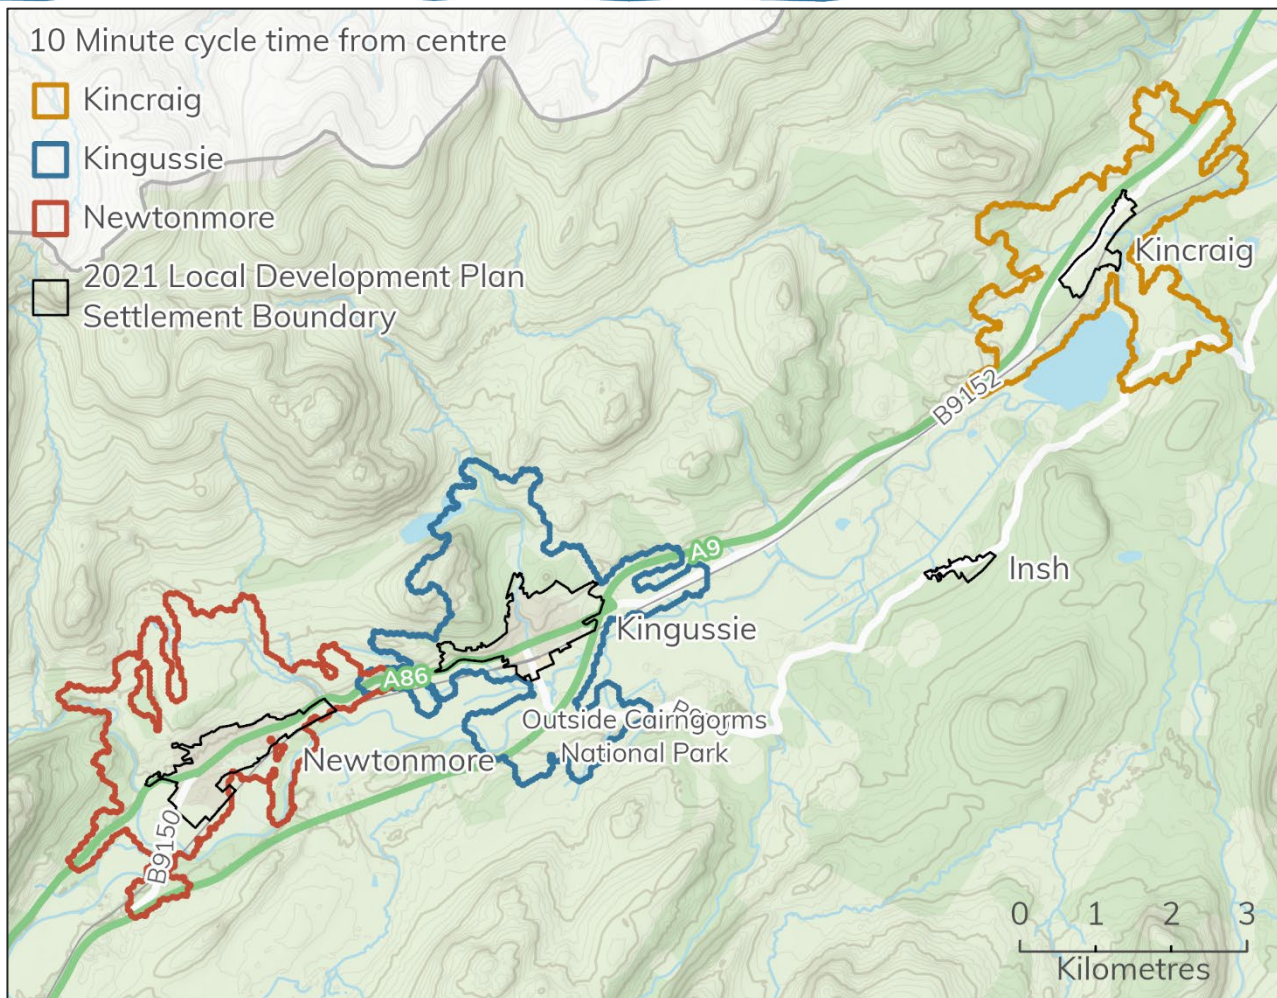 10 Minute cycle time from centre
Kincraig
Kingussie
Newtonmore
2021 Local Development Plan
Settlement Boundary
Kincraig
B9152
A9
Insh
Kingussie
A86
Outside Cairngorms
National Park
Newtonmore
B9150
0 1 2 3
Kilometres